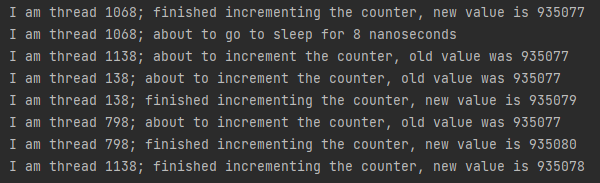 I am thread 1068; finished incrementing the counter, new value is 935077
I am thread 1068; about to go to sleep for 8 nanoseconds
I am thread 1138; about to increment the counter, old value was 935077
I am thread 138; about to increment the counter, old value was 935077
I am thread 138; finished incrementing the counter, new value is 935079
I am thread 798; about to increment the counter, old value was 935077
I am thread 798; finished incrementing the counter, new value is 935080
I am thread 1138; finished incrementing the counter, new value is 935078